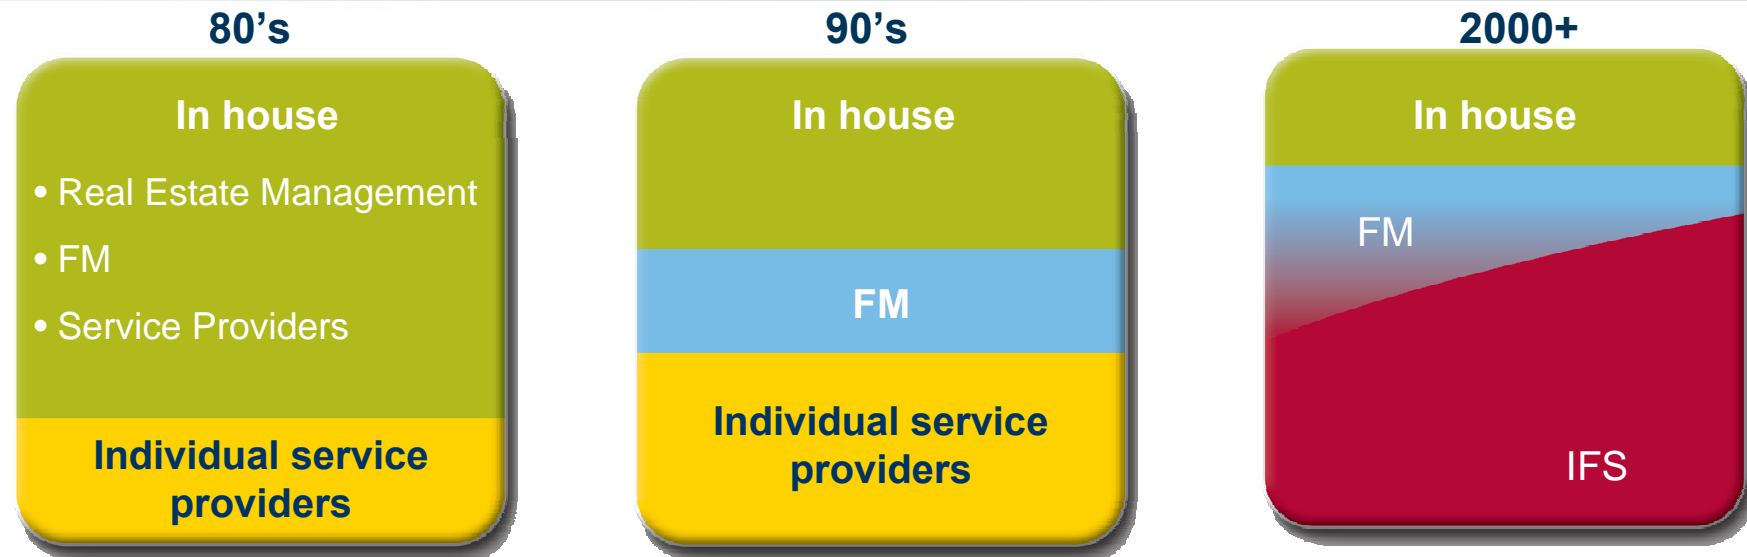 80’s
In house
• Real Estate Management
• FM
• Service Providers
Individual service
providers
90’s
In house
FM
Individual service
providers
2000+
In house
FM
IFS